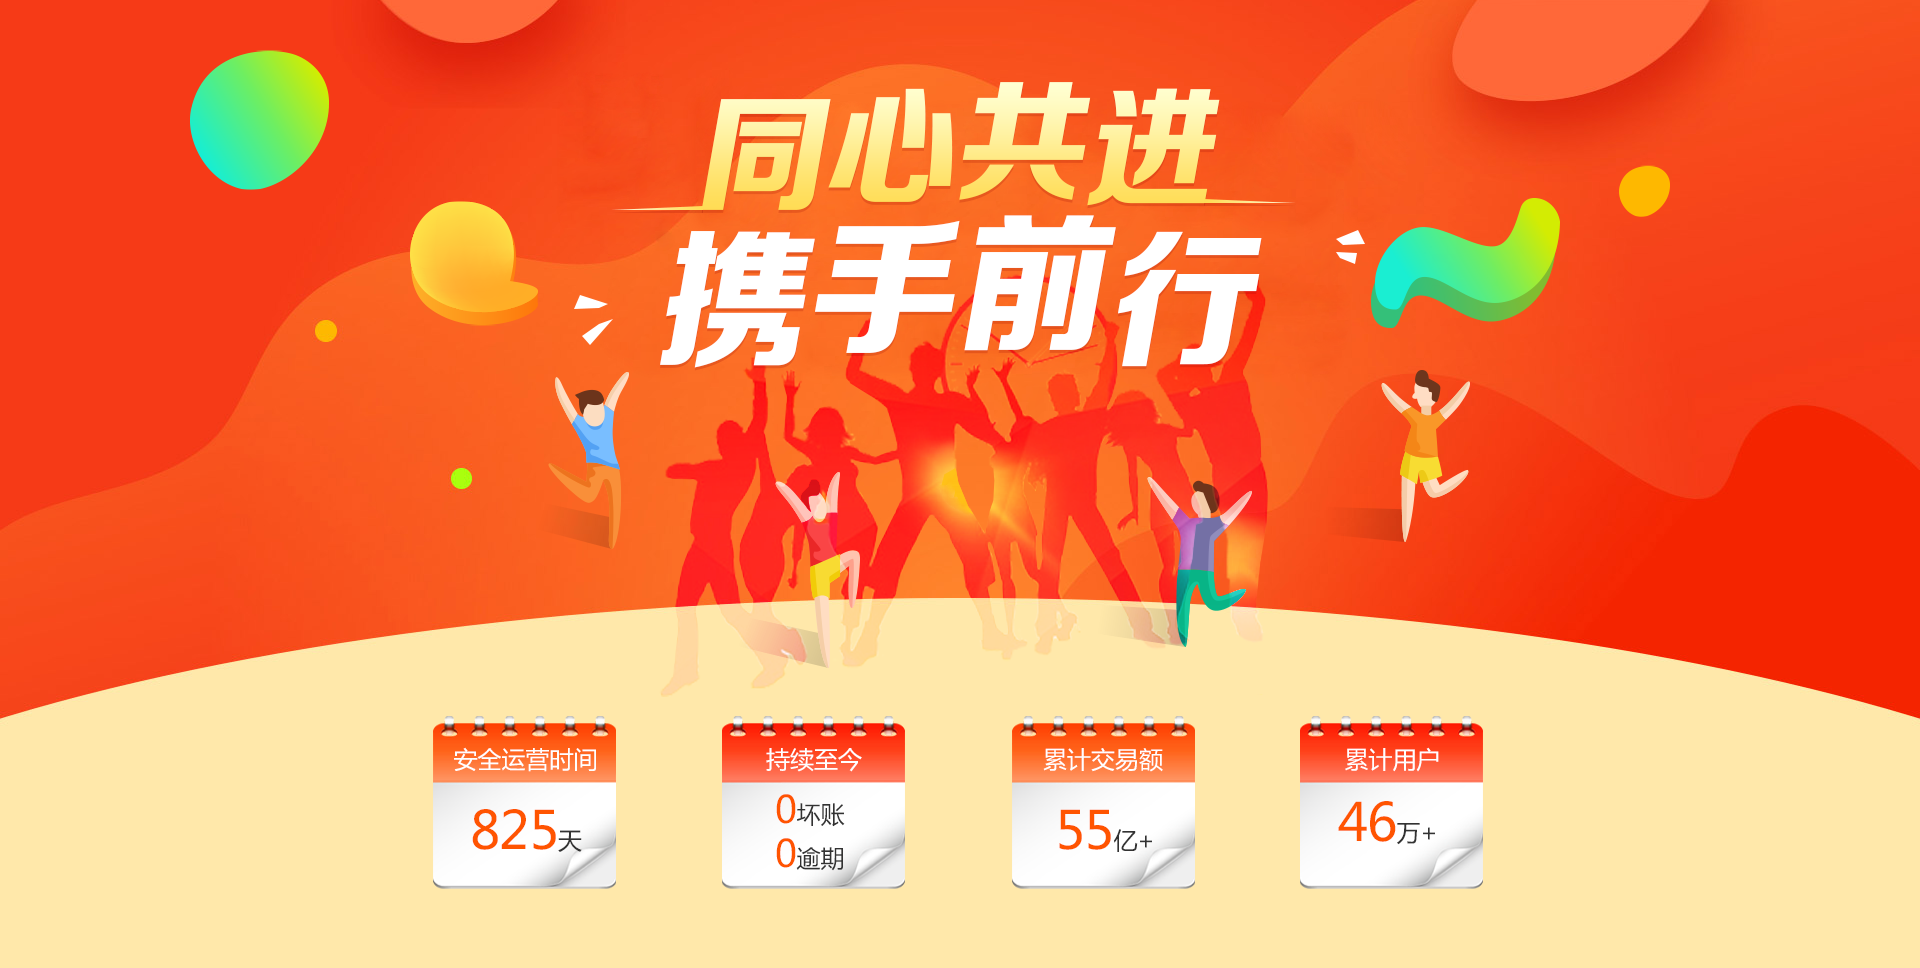 同心共进
携手前行
安全运营时间
825天
持续至今
0坏账
0逾期
累计交易额
55亿+
累计用户
46万+